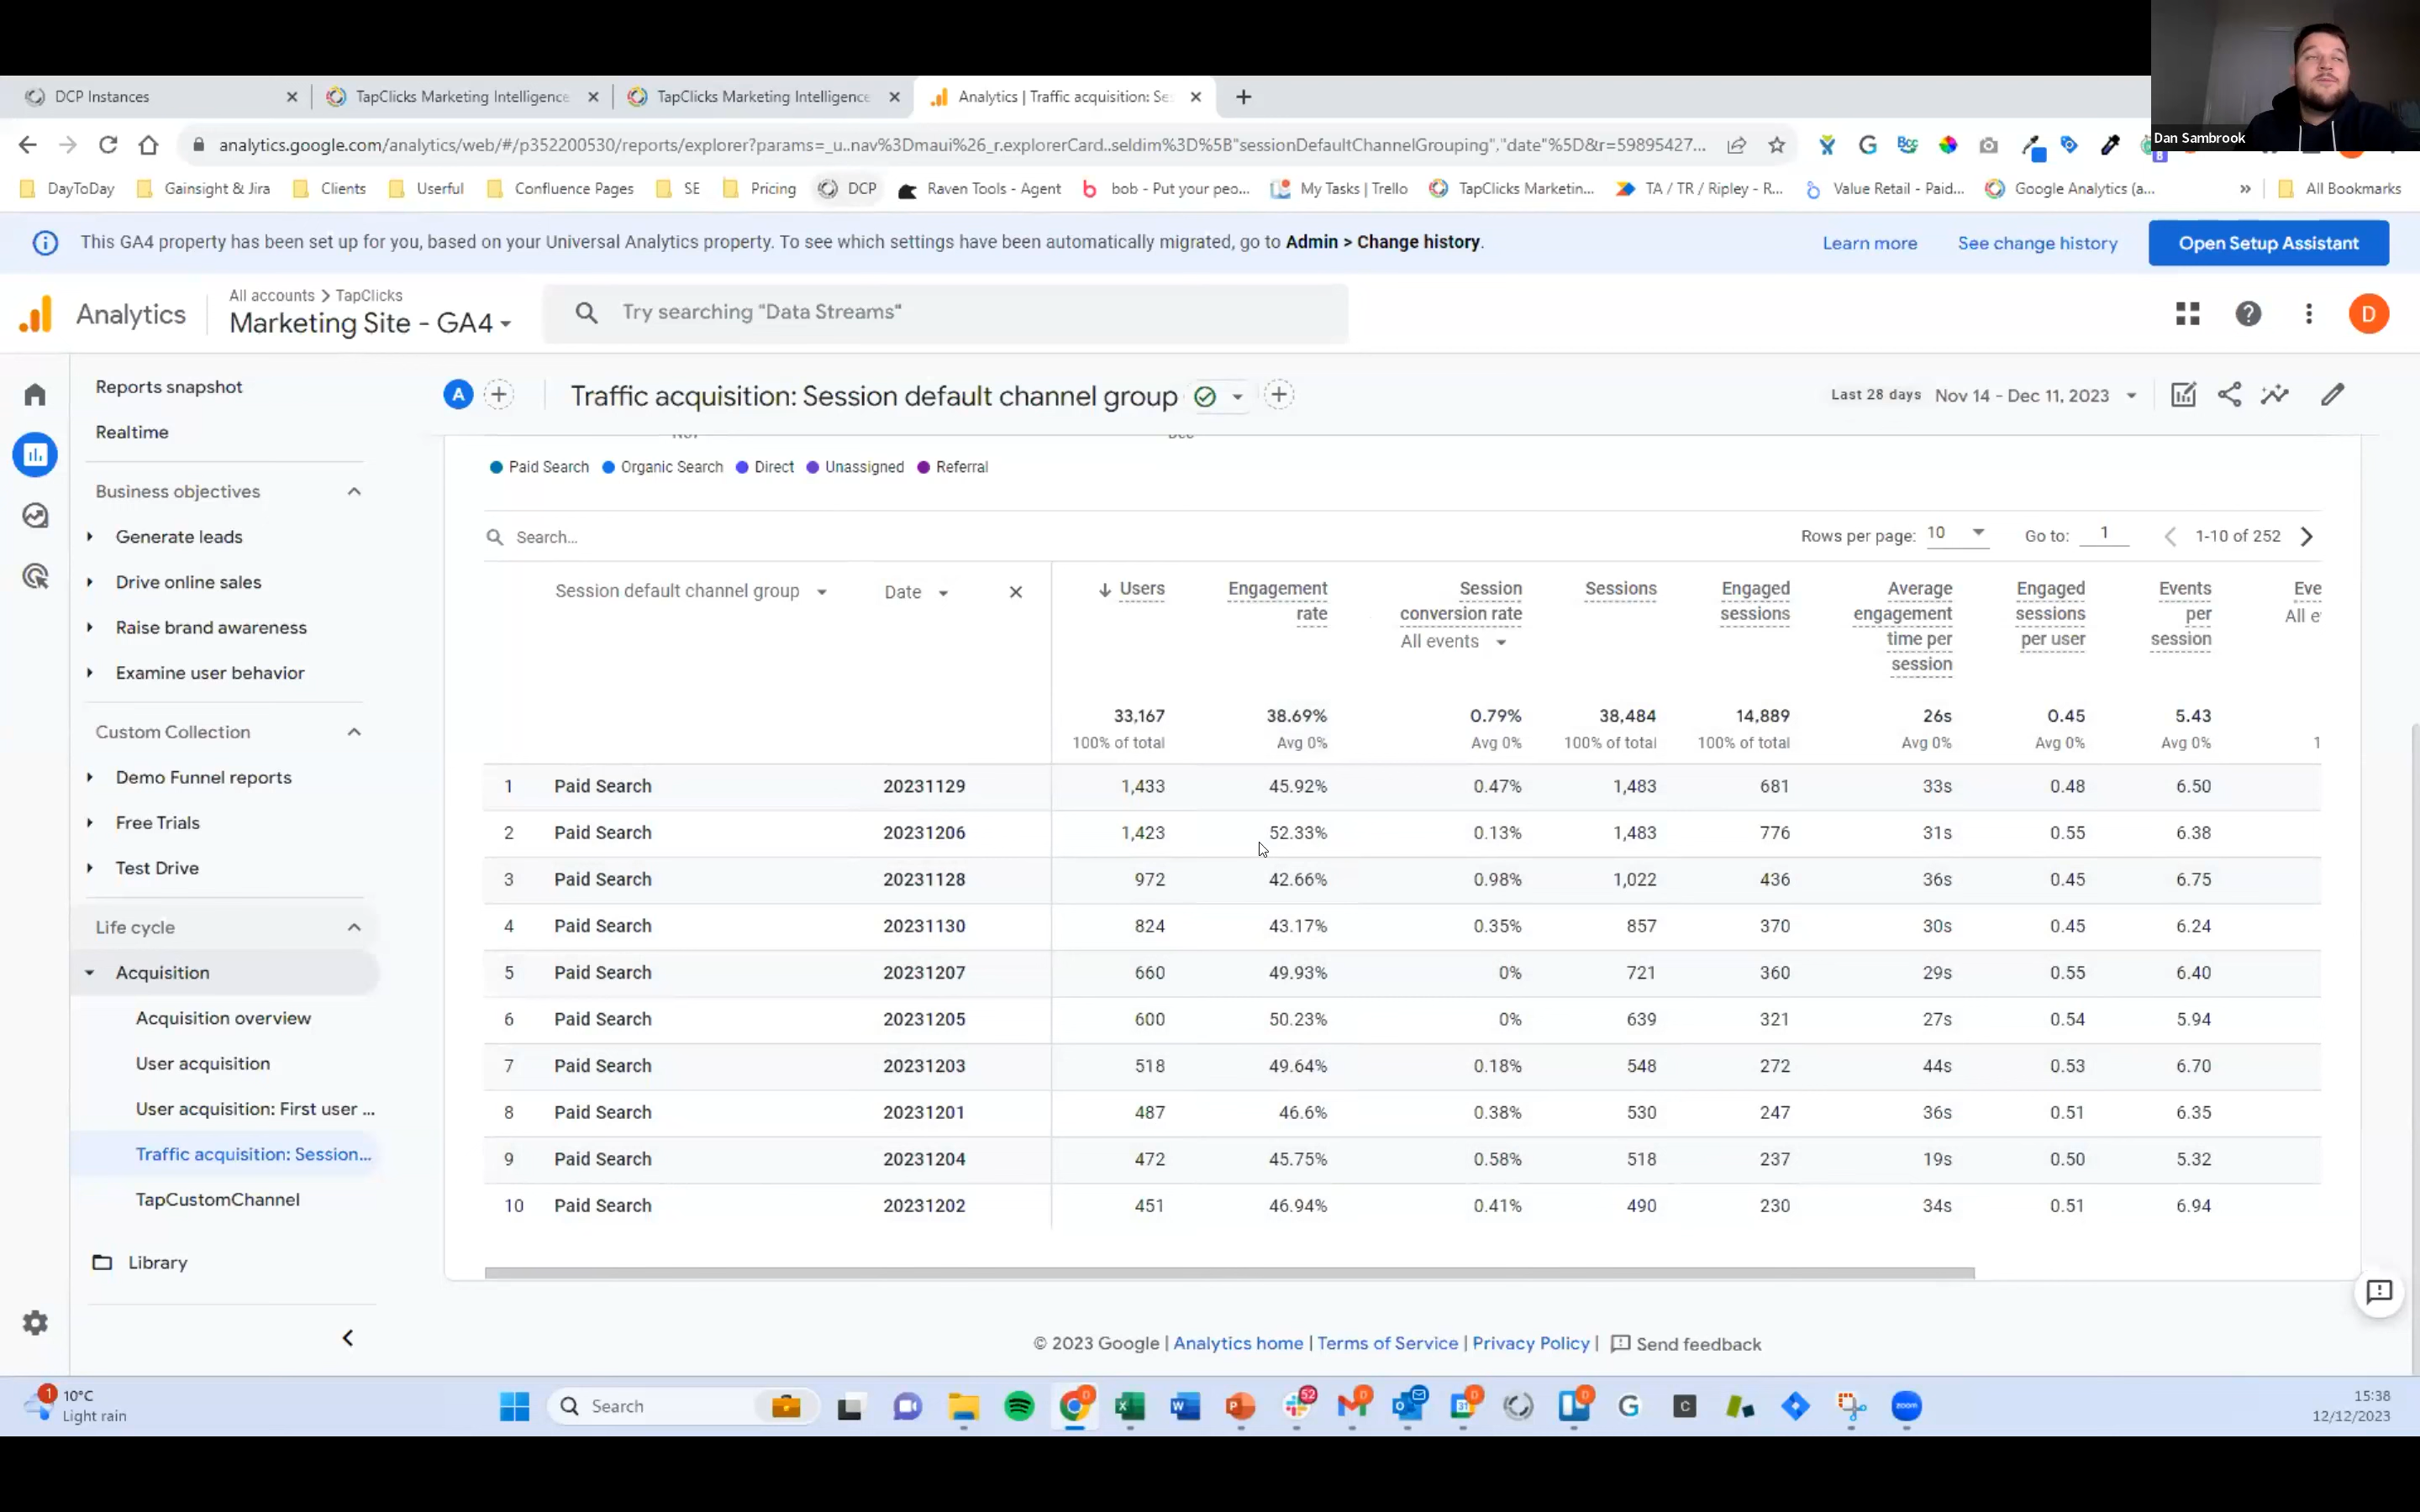 Dan Sambrook
DCP Instances
TapClicks Marketing Intelligence
TapClicks Marketing Intelligence
Analytics | Traffic acquisition: Se
analytics.google.com/analytics/web/#/p352200530/reports/explorer?params=_u..nav%3Dmaui%26_r.explorerCard..seldim%3D%5B"sessionDefaultChannelGrouping","date"%5D&r=59895427...
DayToDay Gainsight & Jira Clients Userful Confluence Pages SE Pricing DCP Raven Tools - Agent bob - Put your peo... My Tasks | Trello TapClicks Marketin... TA / TR / Ripley - R... Value Retail - Paid... Google Analytics (a... » All Bookmarks
This GA4 property has been set up for you, based on your Universal Analytics property. To see which settings have been automatically migrated, go to Admin > Change history.
Learn more See change history Open Setup Assistant
Analytics
All accounts > TapClicks
Marketing Site - GA4
Try searching "Data Streams"
D
Reports snapshot
Realtime
Business objectives
Generate leads
Drive online sales
Raise brand awareness
Examine user behavior
Custom Collection
Demo Funnel reports
Free Trials
Test Drive
Life cycle
Acquisition
Acquisition overview
User acquisition
User acquisition: First user ...
Traffic acquisition: Session...
TapCustomChannel
Library
A
Traffic acquisition: Session default channel group
Last 28 days Nov 14 - Dec 11, 2023
Paid Search Organic Search Direct Unassigned Referral
Search...
Rows per page: 10 Go to: 1 1-10 of 252
Session default channel group Date Users Engagement rate Session conversion rate All events Sessions Engaged sessions Average engagement time per session Engaged sessions per user Events per session Eve All e
33,167 38.69% 0.79% 38,484 14,889 26s 0.45 5.43
100% of total Avg 0% Avg 0% 100% of total 100% of total Avg 0% Avg 0% Avg 0% 1
1 Paid Search 20231129 1,433 45.92% 0.47% 1,483 681 33s 0.48 6.50
2 Paid Search 20231206 1,423 52.33% 0.13% 1,483 776 31s 0.55 6.38
3 Paid Search 20231128 972 42.66% 0.98% 1,022 436 36s 0.45 6.75
4 Paid Search 20231130 824 43.17% 0.35% 857 370 30s 0.45 6.24
5 Paid Search 20231207 660 49.93% 0% 721 360 29s 0.55 6.40
6 Paid Search 20231205 600 50.23% 0% 639 321 27s 0.54 5.94
7 Paid Search 20231203 518 49.64% 0.18% 548 272 44s 0.53 6.70
8 Paid Search 20231201 487 46.6% 0.38% 530 247 36s 0.51 6.35
9 Paid Search 20231204 472 45.75% 0.58% 518 237 19s 0.50 5.32
10 Paid Search 20231202 451 46.94% 0.41% 490 230 34s 0.51 6.94
© 2023 Google | Analytics home | Terms of Service | Privacy Policy | Send feedback
1 10°C
Light rain
Search
52
31
zoom
15:38
12/12/2023